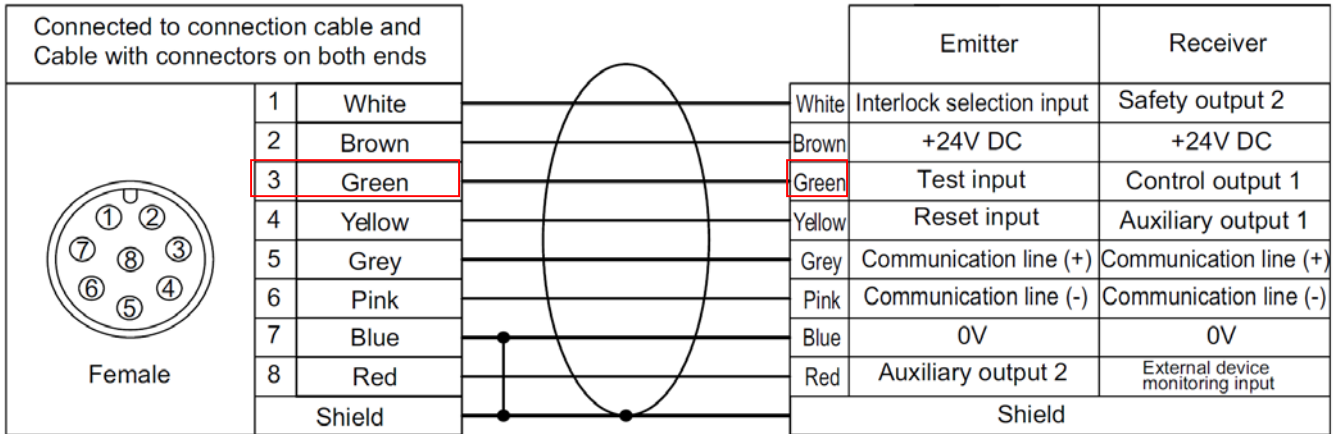 Connected to connection cable and
Cable with connectors on both ends
Emitter Receiver
1 White White Interlock selection input Safety output 2
2 Brown Brown +24V DC +24V DC
3 Green Green Test input Control output 1
4 Yellow Yellow Reset input Auxiliary output 1
5 Grey Grey Communication line (+) Communication line (+)
6 Pink Pink Communication line (-) Communication line (-)
7 Blue Blue 0V 0V
8 Red Red Auxiliary output 2 External device
monitoring input
Shield Shield
1 2
7 8 3
6 4
5
Female